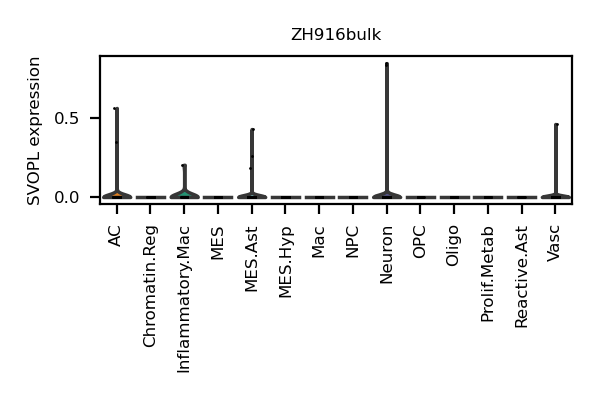 ZH916bulk
SVOPL expression
0.5
0.0
AC
Chromatin.Reg
Inflammatory.Mac
MES
MES.Ast
MES.Hyp
Mac
NPC
Neuron
OPC
Oligo
Prolif.Metab
Reactive.Ast
Vasc